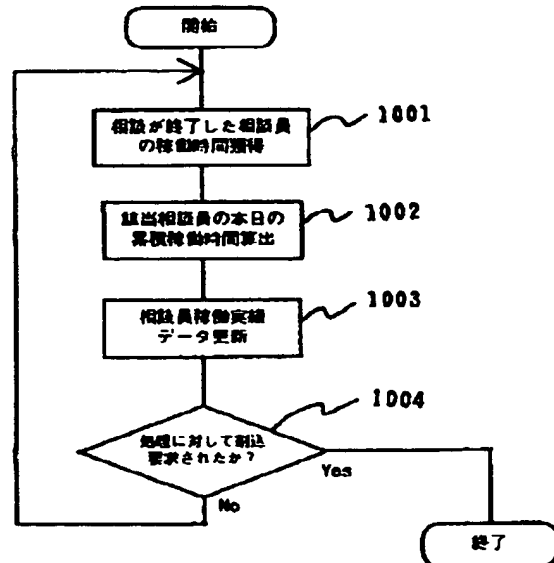 開始
相談が終了した相談員
の稼働時間獲得
1001
該当相談員の本日の
累積稼働時間算出
1002
相談員稼働実績
データ更新
1003
処理に対して割込
要求されたか?
1004
Yes
No
終了